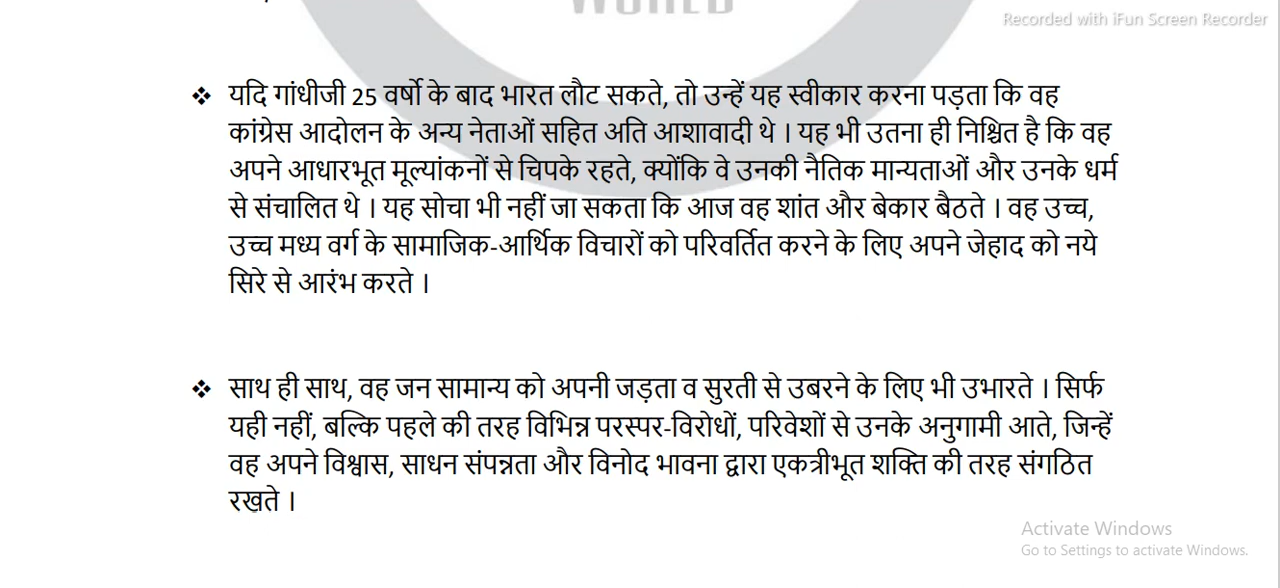 WORLD
Recorded with iFun Screen Recorder
❖ यदि गांधीजी 25 वर्षो के बाद भारत लौट सकते, तो उन्हें यह स्वीकार करना पड़ता कि वह
कांग्रेस आदोलन के अन्य नेताओं सहित अति आशावादी थे । यह भी उतना ही निश्चित है कि वह
अपने आधारभूत मूल्यांकनों से चिपके रहते, क्योंकि वे उनकी नैतिक मान्यताओं और उनके धर्म
से संचालित थे । यह सोचा भी नहीं जा सकता कि आज वह शांत और बेकार बैठते । वह उच्च,
उच्च मध्य वर्ग के सामाजिक-आर्थिक विचारों को परिवर्तित करने के लिए अपने जेहाद को नये
सिरे से आरंभ करते ।
❖ साथ ही साथ, वह जन सामान्य को अपनी जड़ता व सुरती से उबरने के लिए भी उभारते । सिर्फ
यही नहीं, बल्कि पहले की तरह विभिन्न परस्पर-विरोधों, परिवेशों से उनके अनुगामी आते, जिन्हें
वह अपने विश्वास, साधन संपन्नता और विनोद भावना द्वारा एकत्रीभूत शक्ति की तरह संगठित
रखते ।
Activate Windows
Go to Settings to activate Windows.